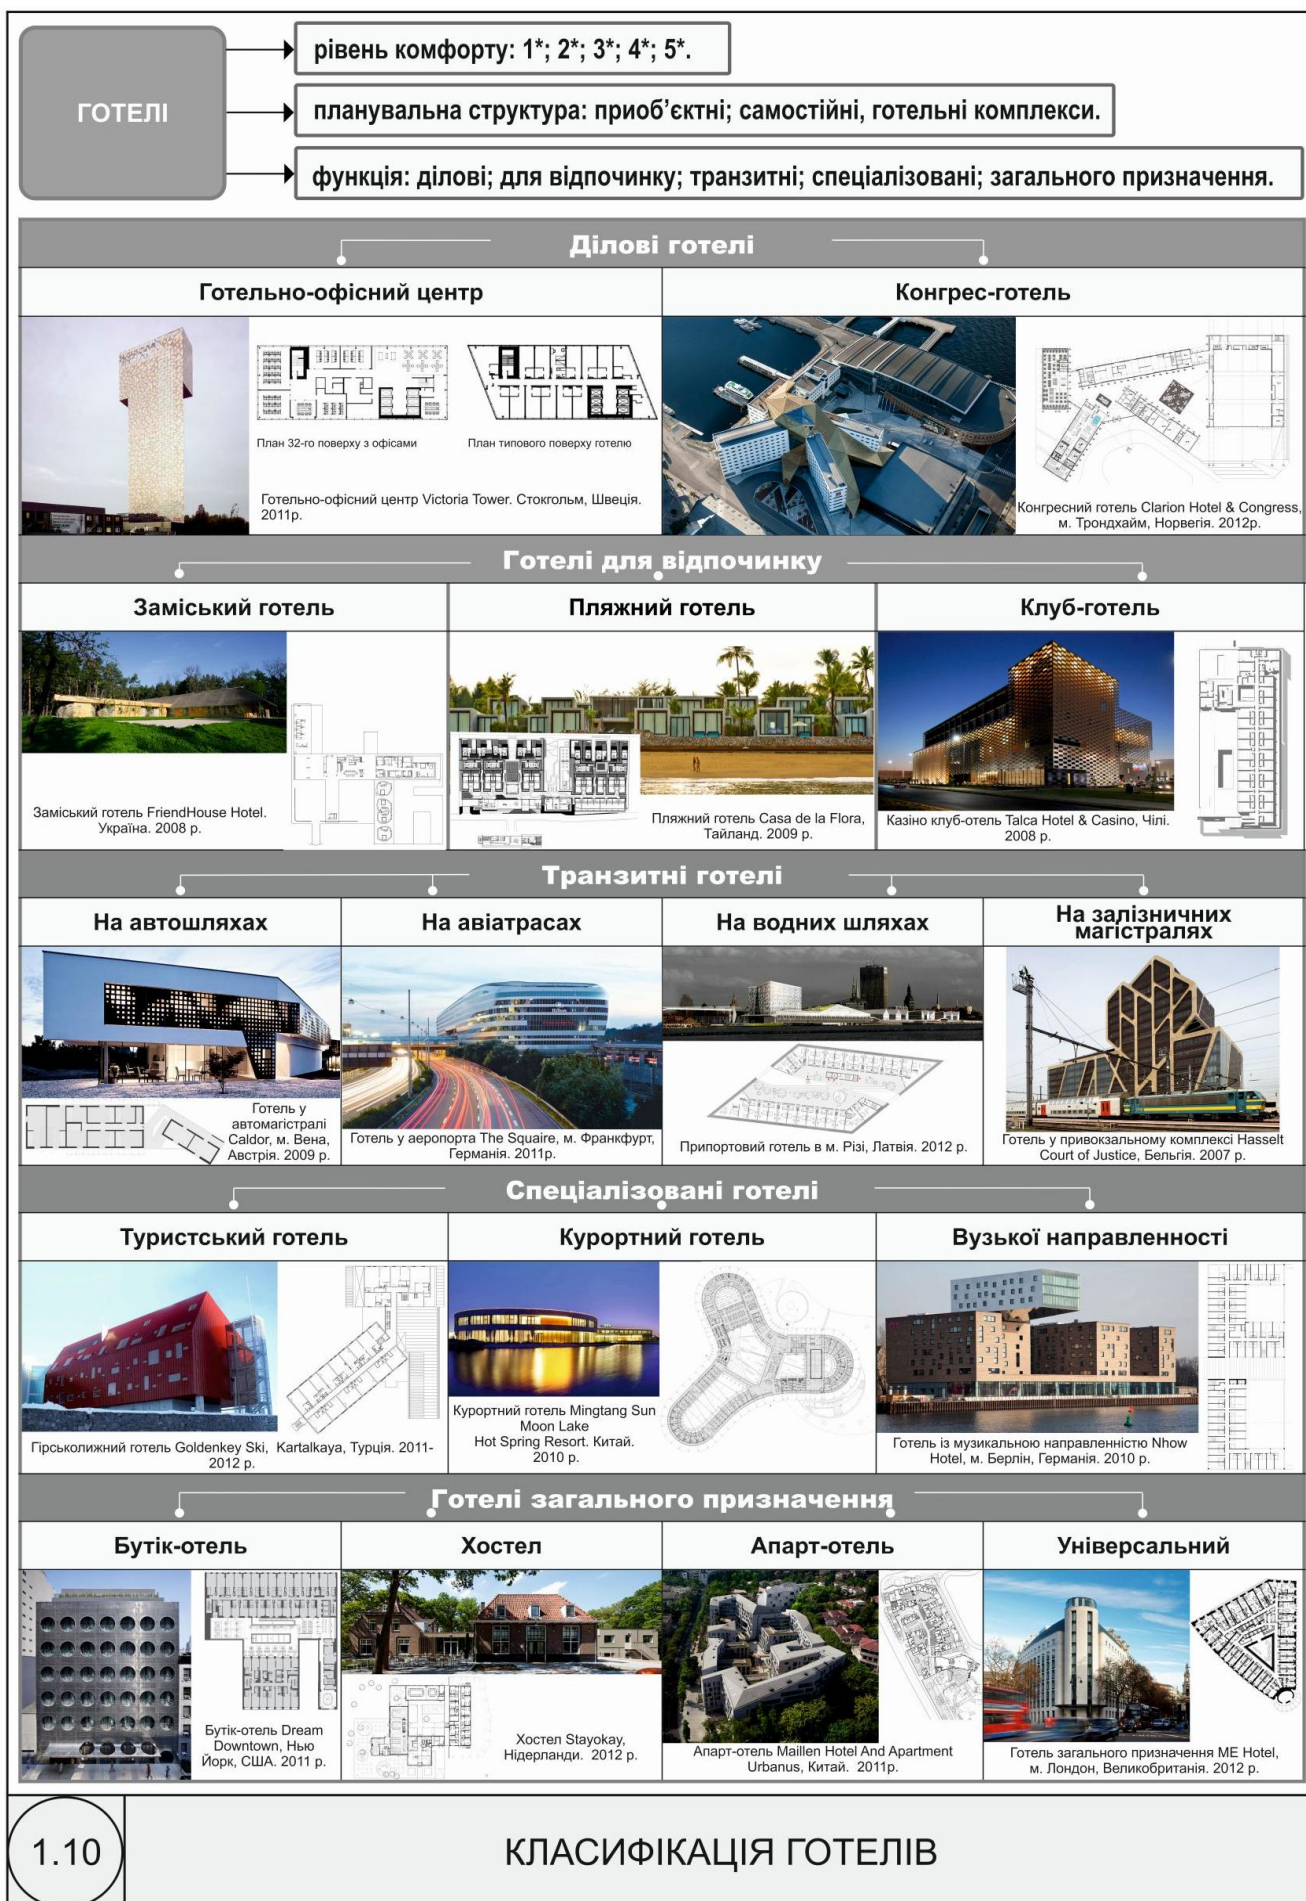 ГОТЕЛІ
рівень комфорту: 1*; 2*; 3*; 4*; 5*.
планувальна структура: приоб’єктні; самостійні, готельні комплекси.
функція: ділові; для відпочинку; транзитні; спеціалізовані; загального призначення.
Ділові готелі
Готельно-офісний центр
План 32-го поверху з офісами
План типового поверху готелю
Готельно-офісний центр Victoria Tower. Стокгольм, Швеція.
2011р.
Конгрес-готель
Конгресний готель Clarion Hotel & Congress,
м. Трондхайм, Норвегія. 2012р.
Готелі для відпочинку
Заміський готель
Заміський готель FriendHouse Hotel.
Україна. 2008 р.
Пляжний готель
Пляжний готель Casa de la Flora,
Тайланд. 2009 р.
Клуб-готель
Казіно клуб-отель Talca Hotel & Casino, Чілі.
2008 р.
Транзитні готелі
На автошляхах
Готель у
автомагістралі
Caldor, м. Вена,
Австрія. 2009 р.
На авіатрасах
Hilton
Готель у аеропорта The Squaire, м. Франкфурт,
Германія. 2011р.
На водних шляхах
Припортовий готель в м. Різі, Латвія. 2012 р.
На залізничних
магістралях
Готель у привокзальному комплексі Hasselt
Court of Justice, Бельгія. 2007 р.
Спеціалізовані готелі
Туристський готель
Гірськолижний готель Goldenkey Ski, Kartalkaya, Турція. 2011-
2012 р.
Курортний готель
Курортний готель Mingtang Sun
Moon Lake
Hot Spring Resort. Китай.
2010 р.
Вузької направленності
Готель із музикальною направленністю Nhow
Hotel, м. Берлін, Германія. 2010 р.
Готелі загального призначення
Бутік-отель
Бутік-отель Dream
Downtown, Нью
Йорк, США. 2011 р.
Хостел
Хостел Stayokay,
Нідерланди. 2012 р.
Апарт-отель
Апарт-отель Maillen Hotel And Apartment
Urbanus, Китай. 2011р.
Універсальний
Готель загального призначення ME Hotel,
м. Лондон, Великобританія. 2012 р.
1.10
КЛАСИФІКАЦІЯ ГОТЕЛІВ